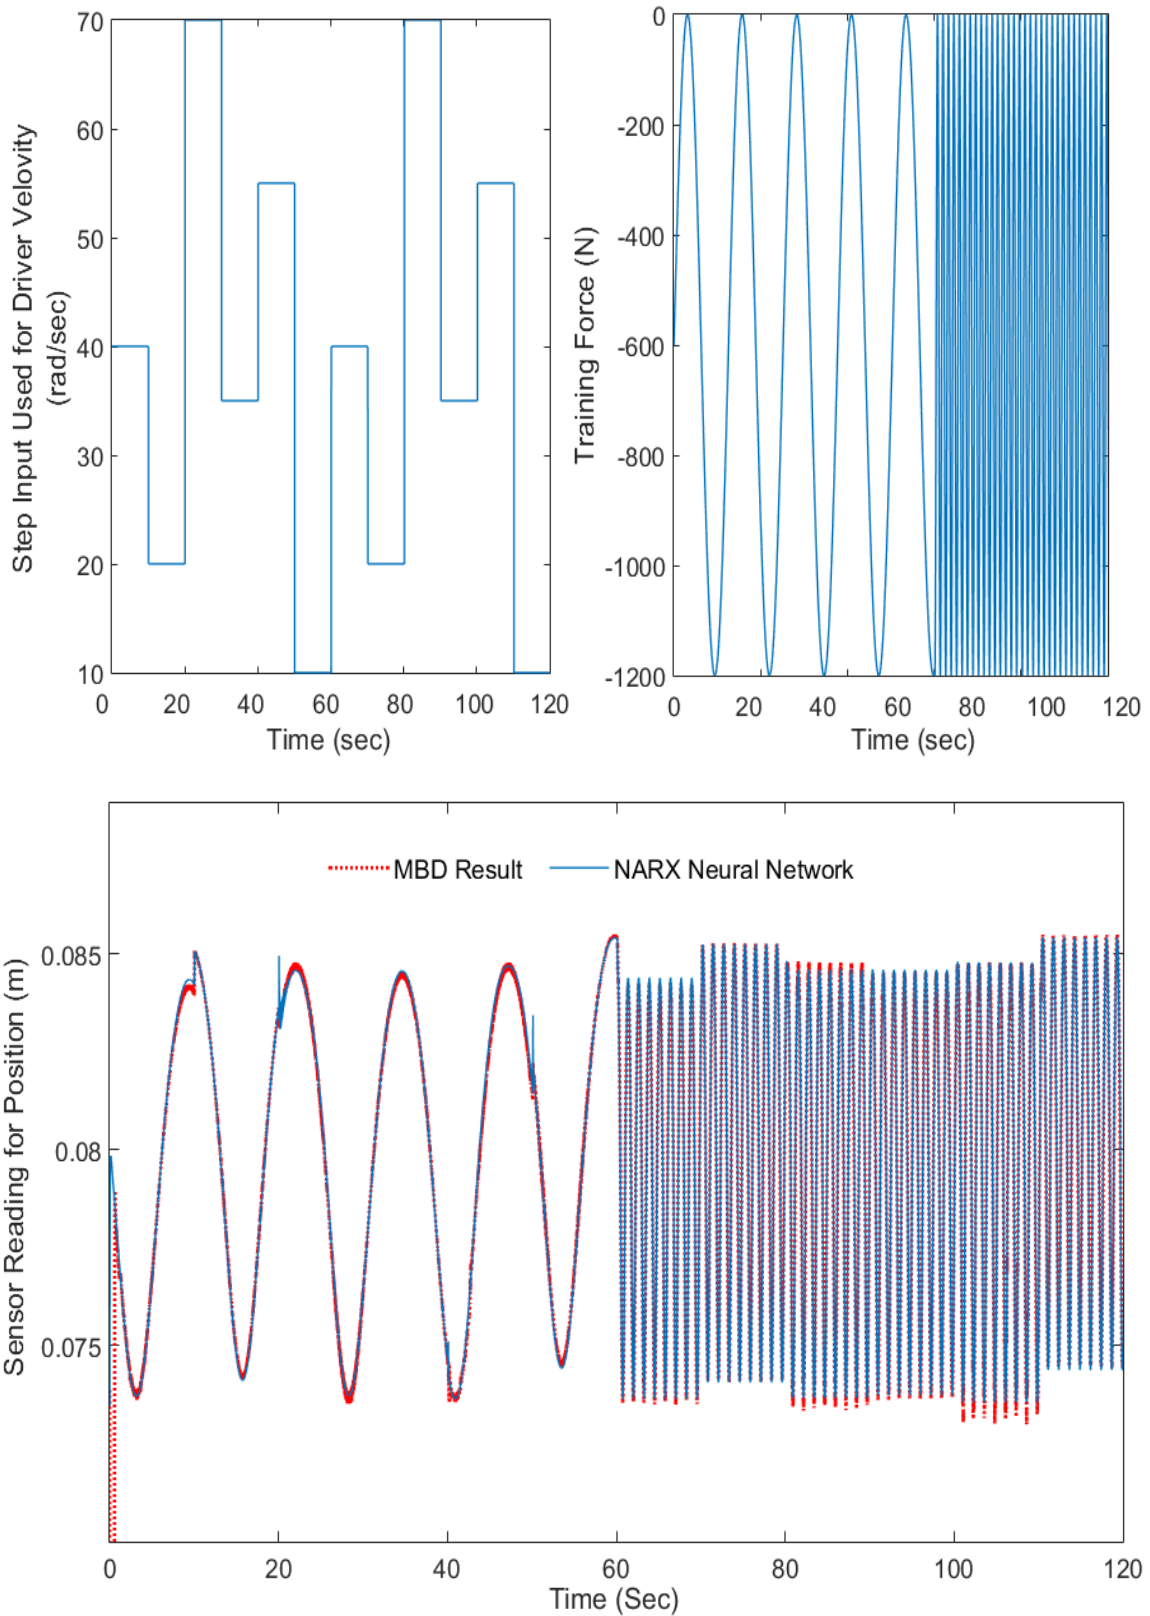 Step Input Used for Driver Velovity
(rad/sec)
70
60
50
40
30
20
10
0 20 40 60 80 100 120
Time (sec)
Training Force (N)
0
-200
-400
-600
-800
-1000
-1200
0 20 40 60 80 100 120
Time (sec)
MBD Result
NARX Neural Network
Sensor Reading for Position (m)
0.085
0.08
0.075
0 20 40 60 80 100 120
Time (Sec)